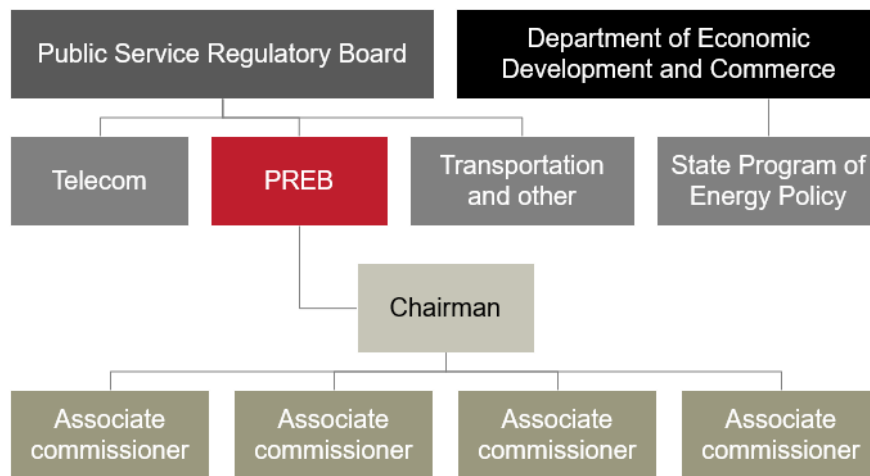 Public Service Regulatory Board
Department of Economic
Development and Commerce
Telecom
PREB
Transportation
and other
State Program of
Energy Policy
Chairman
Associate
commissioner
Associate
commissioner
Associate
commissioner
Associate
commissioner